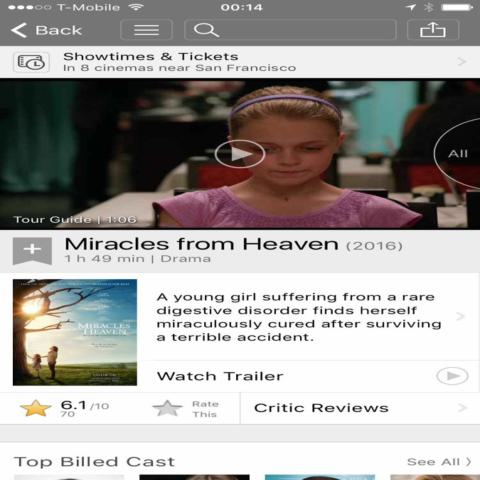 T-Mobile 00:14
Back
Showtimes & Tickets
In 8 cinemas near San Francisco
All
Tour Guide | 1:06
Miracles from Heaven (2016)
1 h 49 min | Drama
A young girl suffering from a rare
digestive disorder finds herself
miraculously cured after surviving
a terrible accident.
MIRACLES
HEAVEN
Watch Trailer
6.1/10
70
Rate
This
Critic Reviews
Top Billed Cast
See All